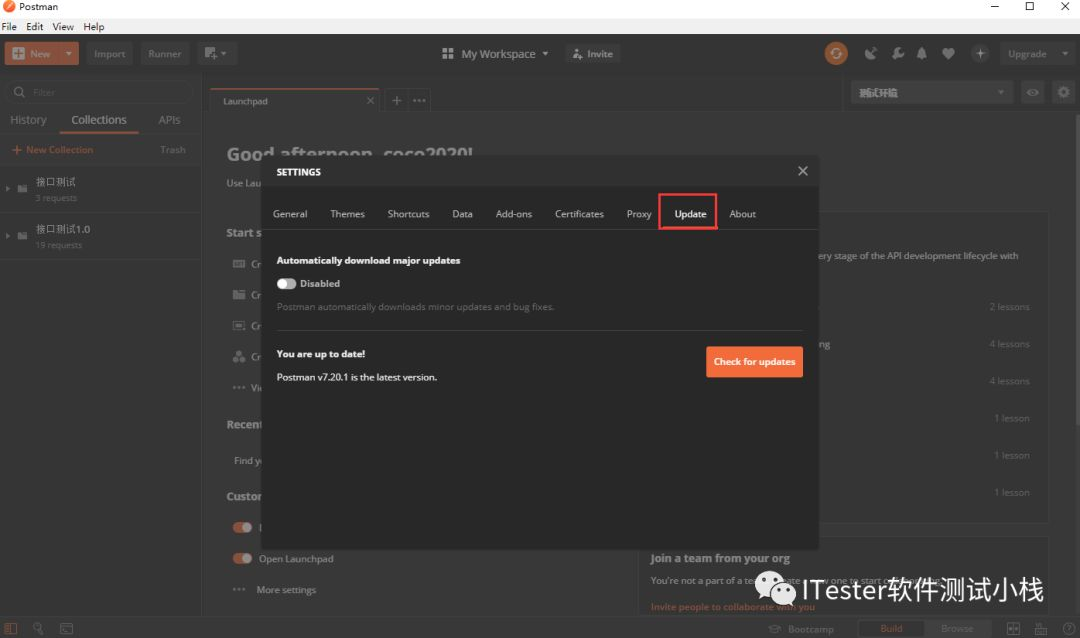 Postman
File Edit View Help
New Import Runner My Workspace Invite Upgrade
Filter
Launchpad
测试环境
History Collections APIs
New Collection Trash
接口测试
3 requests
接口测试1.0
19 requests
Good afternoon, coco2020!
Use Lau
SETTINGS
General Themes Shortcuts Data Add-ons Certificates Proxy Update About
Start s
Automatically download major updates
ery stage of the API development lifecycle with
Cr
Disabled
Cr
Postman automatically downloads minor updates and bug fixes.
2 lessons
Cr
ng
4 lessons
Cr
You are up to date!
Check for updates
Postman v7.20.1 is the latest version.
4 lessons
Vi
Recent
1 lesson
Find yo
1 lesson
Custom
1 lesson
Open Launchpad
More settings
Join a team from your org
You're not a part of a team
Invite people to collaborate with you
ITester软件测试小栈
Bootcamp Build Browse